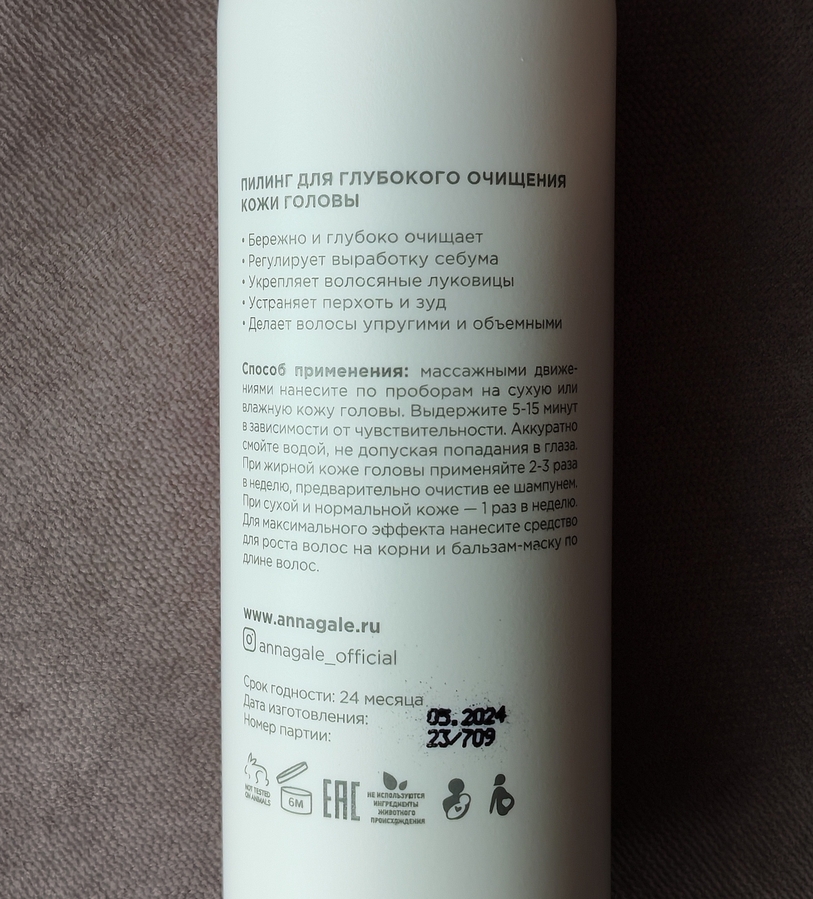 ПИЛИНГ ДЛЯ ГЛУБОКОГО ОЧИЩЕНИЯ
КОЖИ ГОЛОВЫ
• Бережно и глубоко очищает
• Регулирует выработку себума
• Укрепляет волосяные луковицы
• Устраняет перхоть и зуд
• Делает волосы упругими и объемными
Способ применения: массажными движе-
ниями нанесите по проборам на сухую или
влажную кожу головы. Выдержите 5-15 минут
в зависимости от чувствительности. Аккуратно
смойте водой, не допуская попадания в глаза.
При жирной коже головы применяйте 2-3 раза
в неделю, предварительно очистив ее шампунем.
При сухой и нормальной коже — 1 раз в неделю.
Для максимального эффекта нанесите средство
для роста волос на корни и бальзам-маску по
длине волос.
www.annagale.ru
annagale_official
Срок годности: 24 месяца
Дата изготовления: 05.2024
Номер партии: 23/709
NOT TESTED
ON ANIMALS
6M
EAC
НЕ ИСПОЛЬЗУЮТСЯ
ИНГРЕДИЕНТЫ
ЖИВОТНОГО
ПРОИСХОЖДЕНИЯ